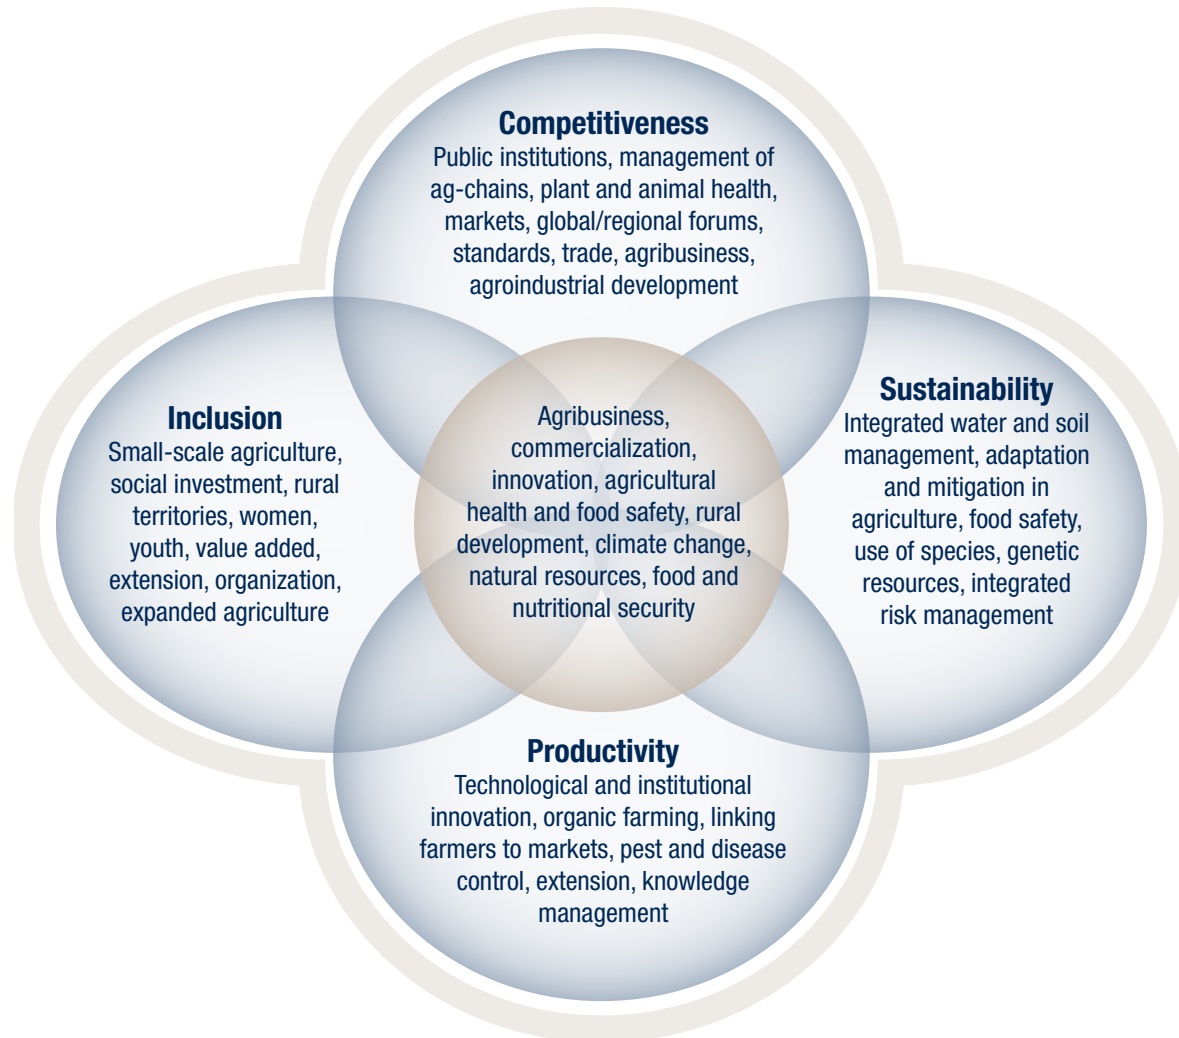 Competitiveness
Public institutions, management of
ag-chains, plant and animal health,
markets, global/regional forums,
standards, trade, agribusiness,
agroindustrial development
Inclusion
Small-scale agriculture,
social investment, rural
territories, women,
youth, value added,
extension, organization,
expanded agriculture
Agribusiness,
commercialization,
innovation, agricultural
health and food safety, rural
development, climate change,
natural resources, food and
nutritional security
Sustainability
Integrated water and soil
management, adaptation
and mitigation in
agriculture, food safety,
use of species, genetic
resources, integrated
risk management
Productivity
Technological and institutional
innovation, organic farming, linking
farmers to markets, pest and disease
control, extension, knowledge
management